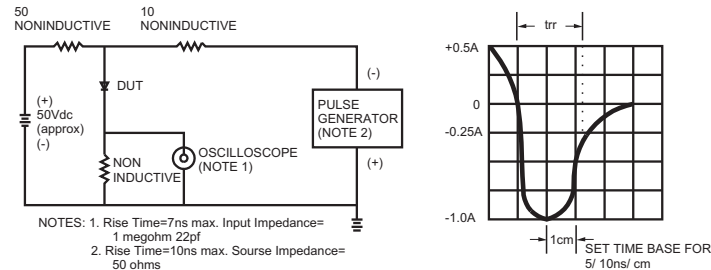 50
NONINDUCTIVE
10
NONINDUCTIVE
DUT
(+)
50Vdc
(approx)
(-)
NON
INDUCTIVE
OSCILLOSCOPE
(NOTE 1)
(-)
PULSE
GENERATOR
(NOTE 2)
(+)
NOTES: 1. Rise Time=7ns max. Input Impedance=
1 megohm 22pf
2. Rise Time=10ns max. Sourse Impedance=
50 ohms
trr
+0.5A
0
-0.25A
-1.0A
1cm
SET TIME BASE FOR
5/ 10ns/ cm